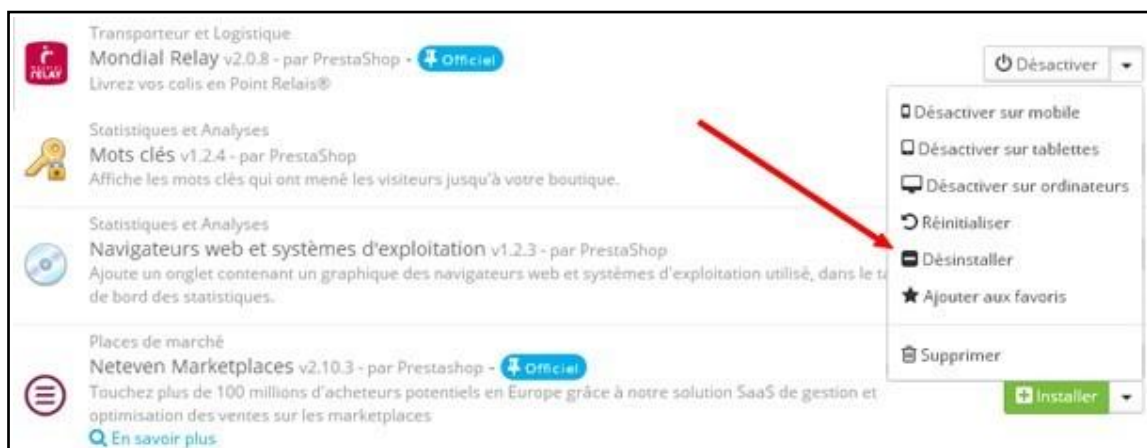 Transporteur et Logistique
Mondial Relay v2.0.8 - par PrestaShop - Officiel
Livrez vos colis en Point Relais®
RELAY
Désactiver
Désactiver sur mobile
Désactiver sur tablettes
Désactiver sur ordinateurs
Réinitialiser
Désinstaller
Ajouter aux favoris
Supprimer
Statistiques et Analyses
Mots clés v1.2.4 - par PrestaShop
Affiche les mots clés qui ont mené les visiteurs jusqu'à votre boutique.
Statistiques et Analyses
Navigateurs web et systèmes d'exploitation v1.2.3 - par PrestaShop
Ajoute un onglet contenant un graphique des navigateurs web et systèmes d'exploitation utilisé, dans le ta
de bord des statistiques.
Places de marché
Neteven Marketplaces v2.10.3 - par Prestashop - Officiel
Touchez plus de 100 millions d'acheteurs potentiels en Europe grâce à notre solution SaaS de gestion et
optimisation des ventes sur les marketplaces
En savoir plus
Installer